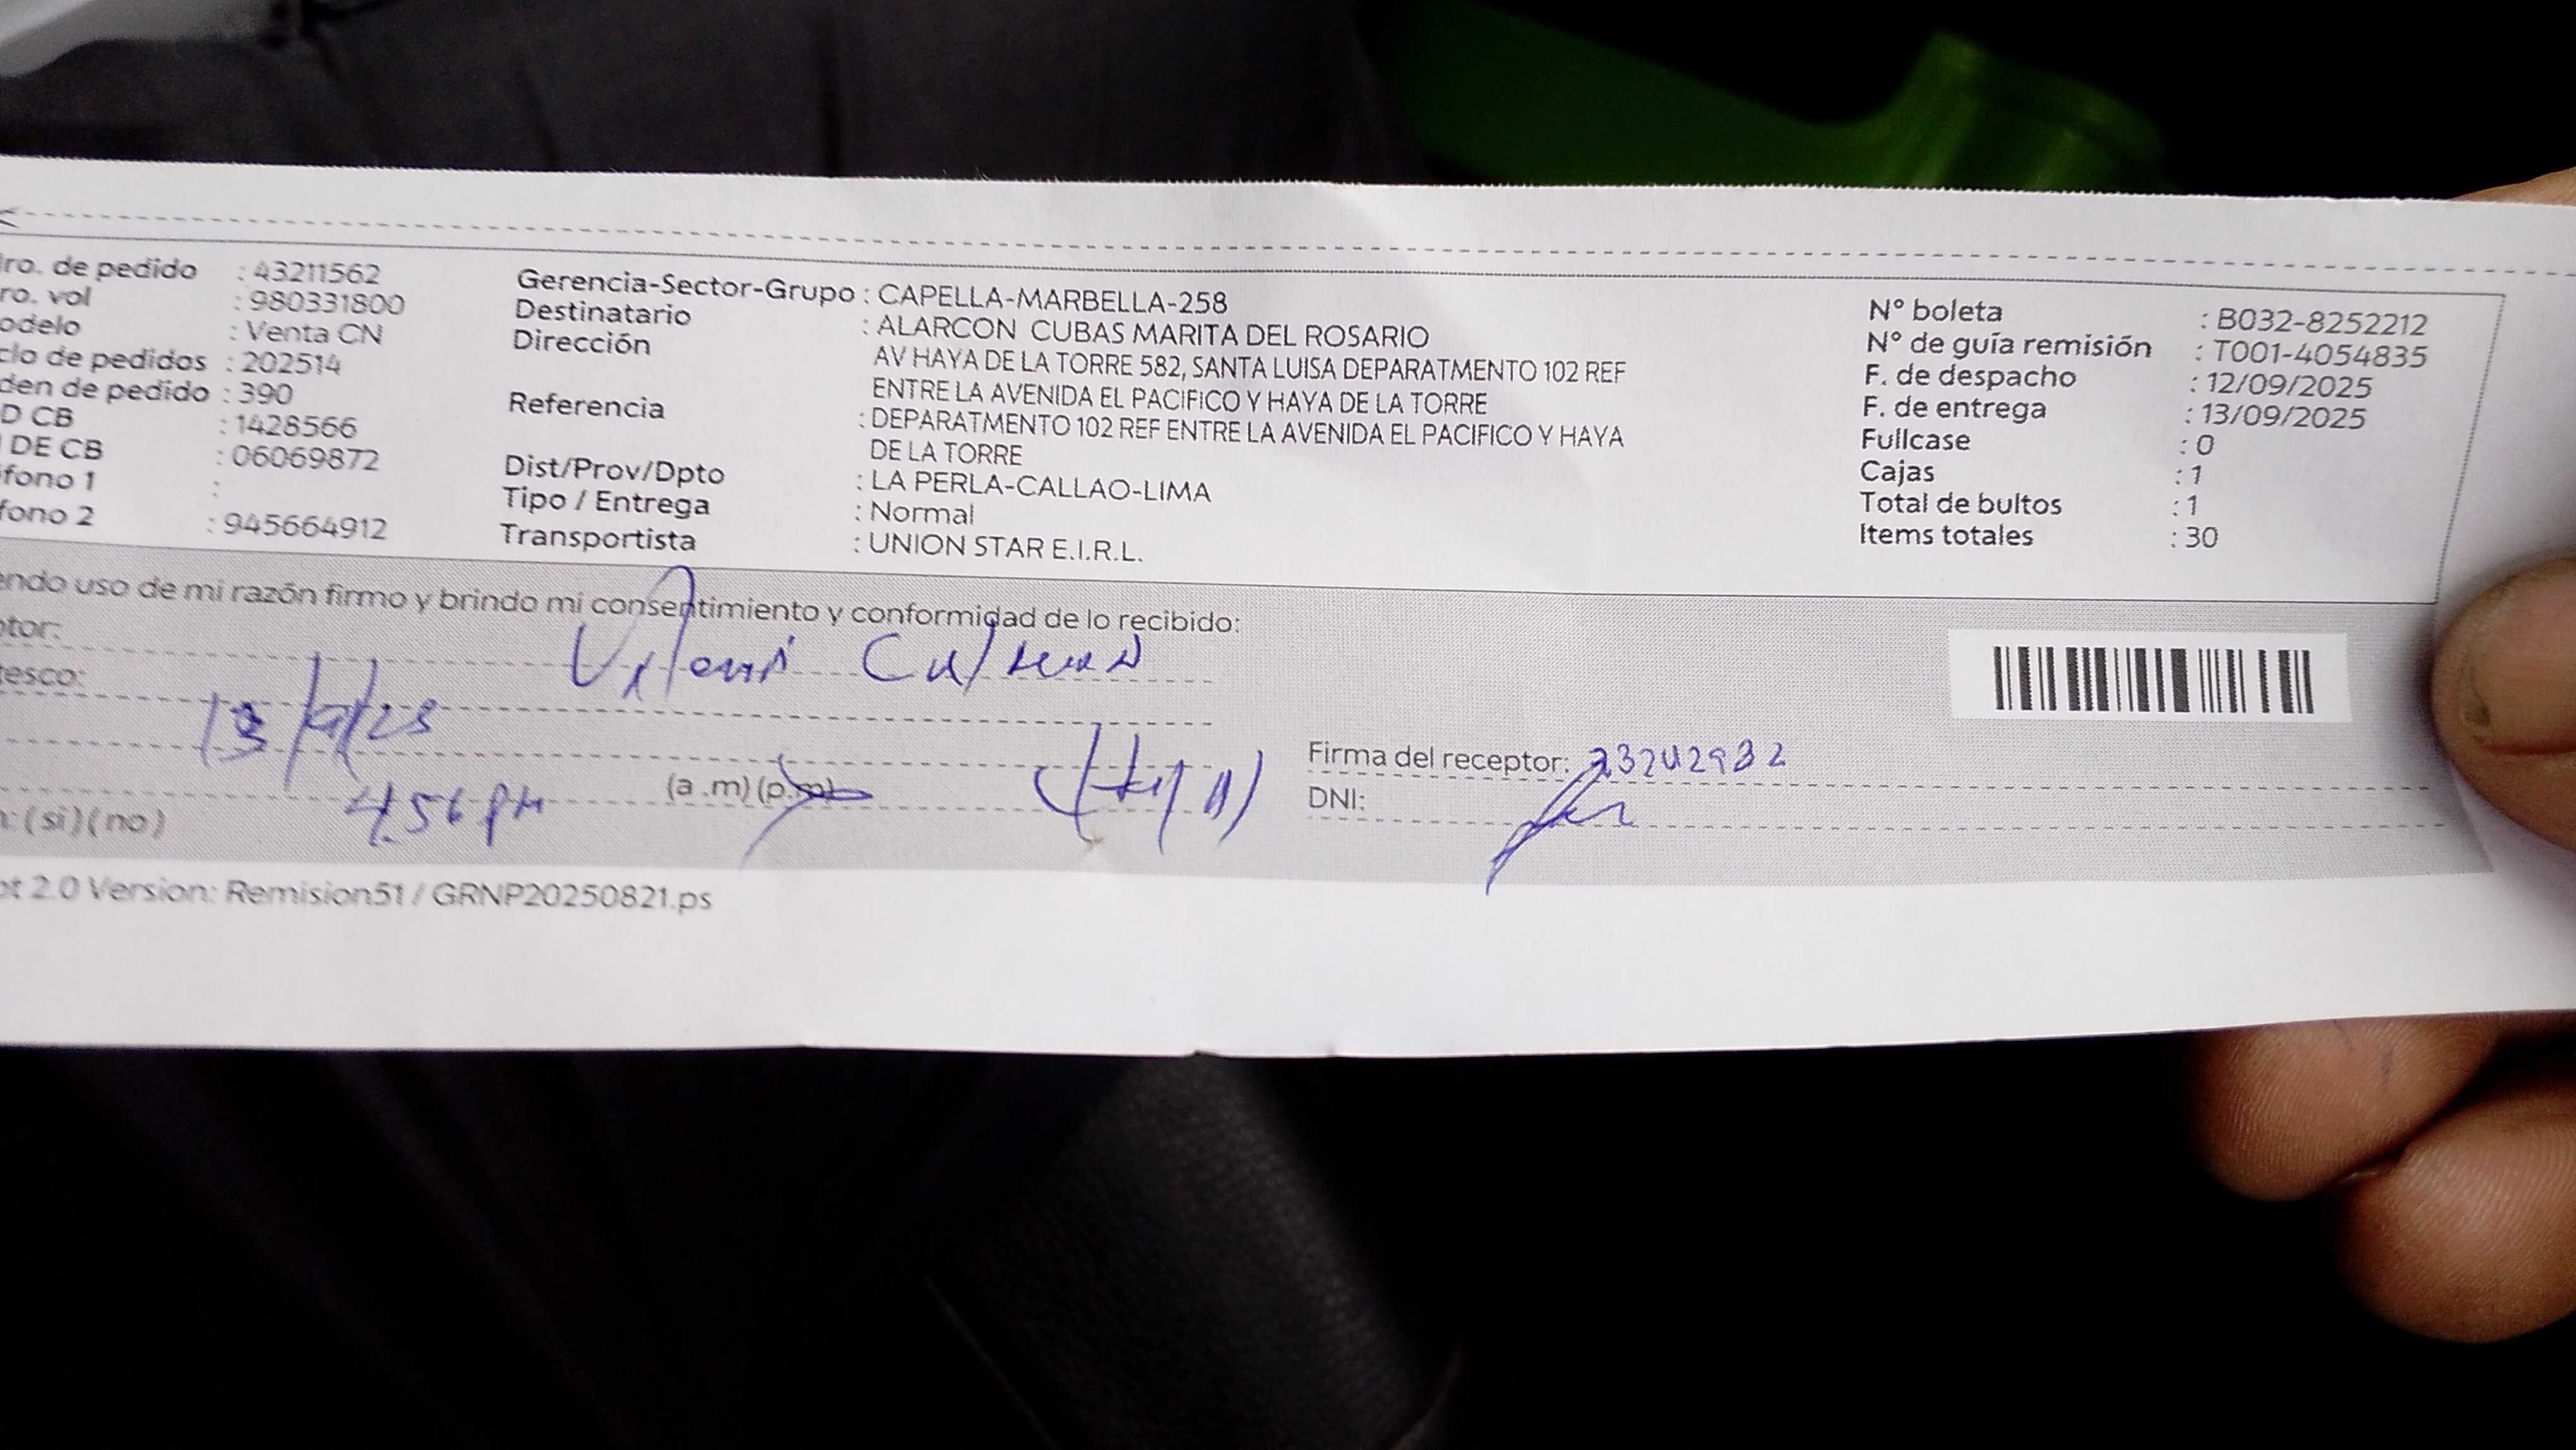 ro. de pedido : 43211562
ro. vol : 980331800
odelo : Venta CN
clo de pedidos : 202514
den de pedido : 390
D CB : 1428566
DE CB : 06069872
fono 1 :
fono 2 : 945664912
Gerencia-Sector-Grupo : CAPELLA-MARBELLA-258
Destinatario : ALARCON CUBAS MARITA DEL ROSARIO
Dirección AV HAYA DE LA TORRE 582, SANTA LUISA DEPARATMENTO 102 REF
ENTRE LA AVENIDA EL PACIFICO Y HAYA DE LA TORRE
Referencia : DEPARATMENTO 102 REF ENTRE LA AVENIDA EL PACIFICO Y HAYA
DE LA TORRE
Dist/Prov/Dpto : LA PERLA-CALLAO-LIMA
Tipo / Entrega : Normal
Transportista : UNION STAR E.I.R.L.
N° boleta : B032-8252212
N° de guía remisión : T001-4054835
F. de despacho : 12/09/2025
F. de entrega : 13/09/2025
Fullcase : 0
Cajas : 1
Total de bultos : 1
Items totales : 30
endo uso de mi razón firmo y brindo mi consentimiento y conformidad de lo recibido:
ptor:
tesco:
13/9/25
4.56 PM (a .m) (p.m)
n: (si) (no)
Firma del receptor: 23242932
DNI:
ot 2.0 Version: Remision51 / GRNP20250821.ps